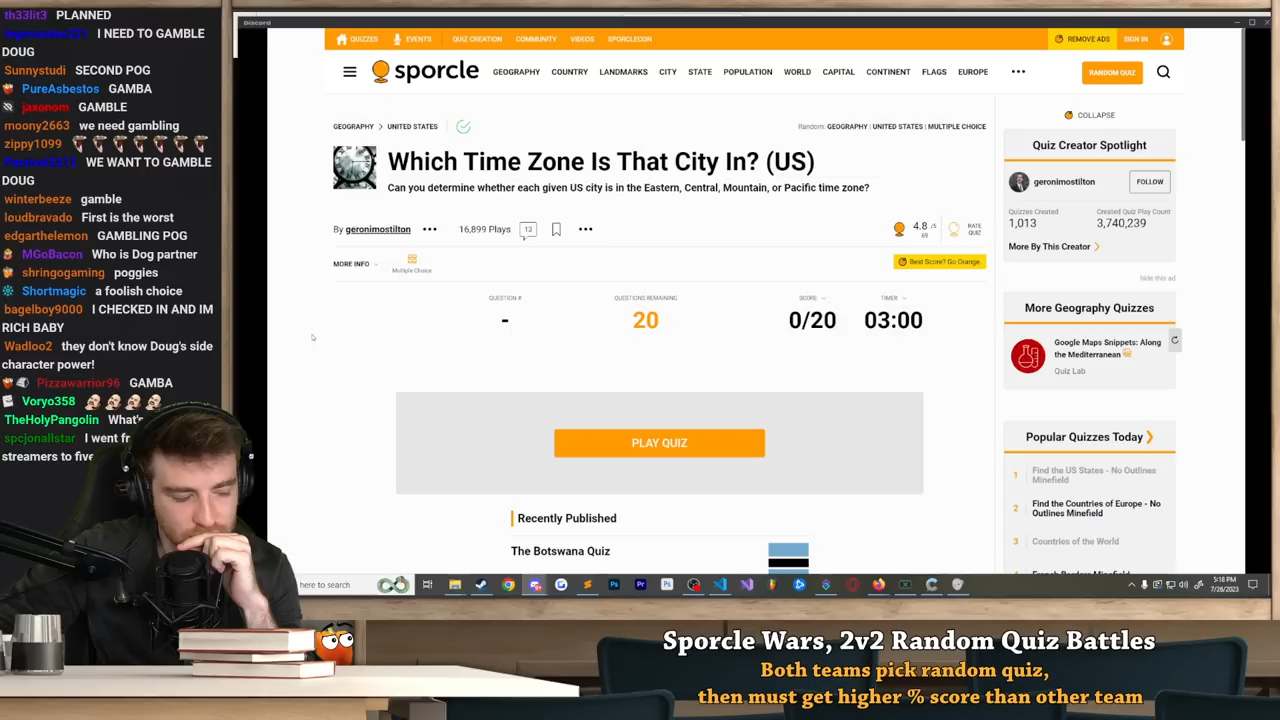 th33lit3 PLANNED
I NEED TO GAMBLE
DOUG
Sunnystudi SECOND POG
PureAsbestos GAMBA
jaxonom GAMBLE
moony2663 we need gambling
zippy1099
WE WANT TO GAMBLE
DOUG
winterbeeze gamble
loudbravado First is the worst
edgarthelemon GAMBLING POG
MGoBacon Who is Dog partner
shringogaming poggies
Shortmagic a foolish choice
bagelboy9000 I CHECKED IN AND IM
RICH BABY
Wadloo2 they don't know Doug's side
character power!
Pizzawarrior96 GAMBA
Voryo358
TheHolyPangolin What's
spcjonallstar I went fr
streamers to five
Discord
QUIZZES EVENTS QUIZ CREATION COMMUNITY VIDEOS SPORCLECON REMOVE ADS SIGN IN
sporcle GEOGRAPHY COUNTRY LANDMARKS CITY STATE POPULATION WORLD CAPITAL CONTINENT FLAGS EUROPE ••• RANDOM QUIZ
GEOGRAPHY > UNITED STATES
Random: GEOGRAPHY | UNITED STATES | MULTIPLE CHOICE
Which Time Zone Is That City In? (US)
Can you determine whether each given US city is in the Eastern, Central, Mountain, or Pacific time zone?
By geronimostilton ••• 16,899 Plays 13 •••
4.8 /5
69
RATE
QUIZ
MORE INFO
Multiple Choice
Best Score? Go Orange.
QUESTION # QUESTIONS REMAINING SCORE TIMER
- 20 0/20 03:00
PLAY QUIZ
Recently Published
The Botswana Quiz
COLLAPSE
Quiz Creator Spotlight
geronimostilton FOLLOW
Quizzes Created Created Quiz Play Count
1,013 3,740,239
More By This Creator >
hide this ad
More Geography Quizzes
Google Maps Snippets: Along
the Mediterranean
Quiz Lab
Popular Quizzes Today
1 Find the US States - No Outlines
Minefield
2 Find the Countries of Europe - No
Outlines Minefield
3 Countries of the World
here to search
5:18 PM
7/26/2023
Sporcle Wars, 2v2 Random Quiz Battles
Both teams pick random quiz,
then must get higher % score than other team